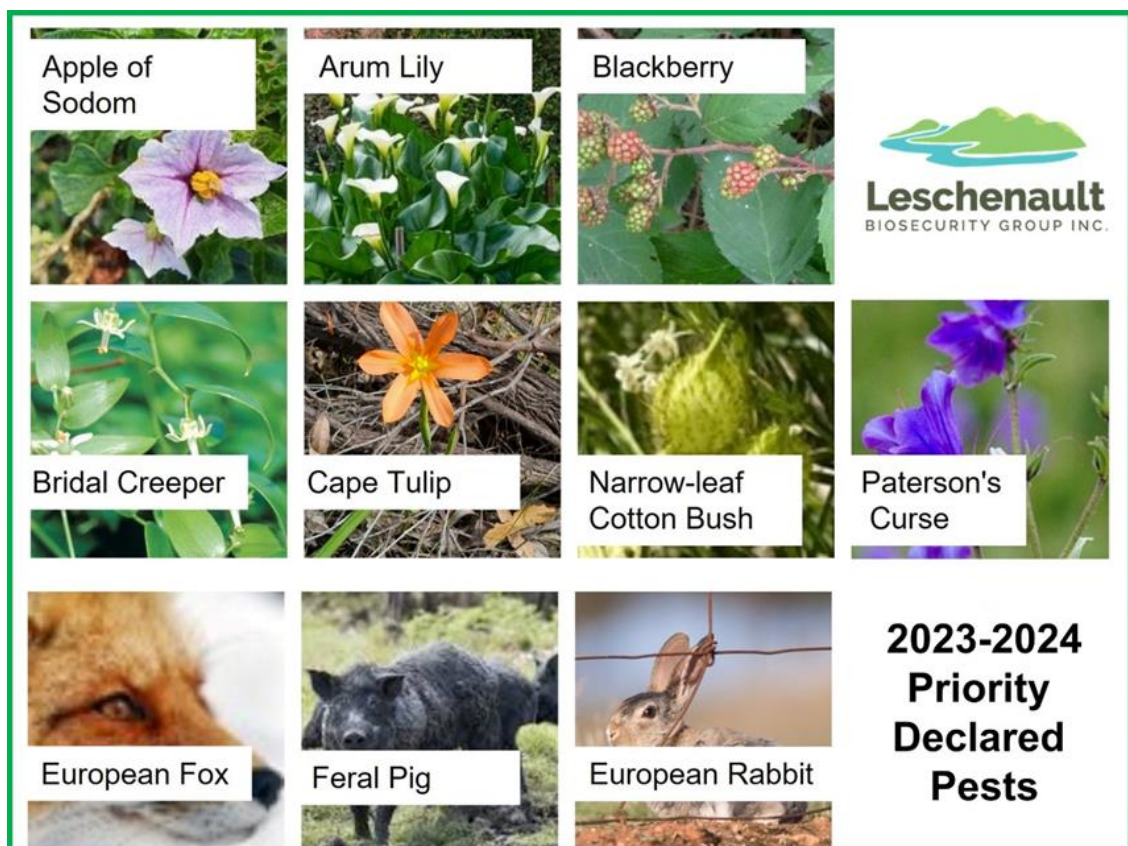 Apple of
Sodom
Arum Lily
Blackberry
Leschenault
BIOSECURITY GROUP INC.
Bridal Creeper
Cape Tulip
Narrow-leaf
Cotton Bush
Paterson's
Curse
European Fox
Feral Pig
European Rabbit
2023-2024
Priority
Declared
Pests